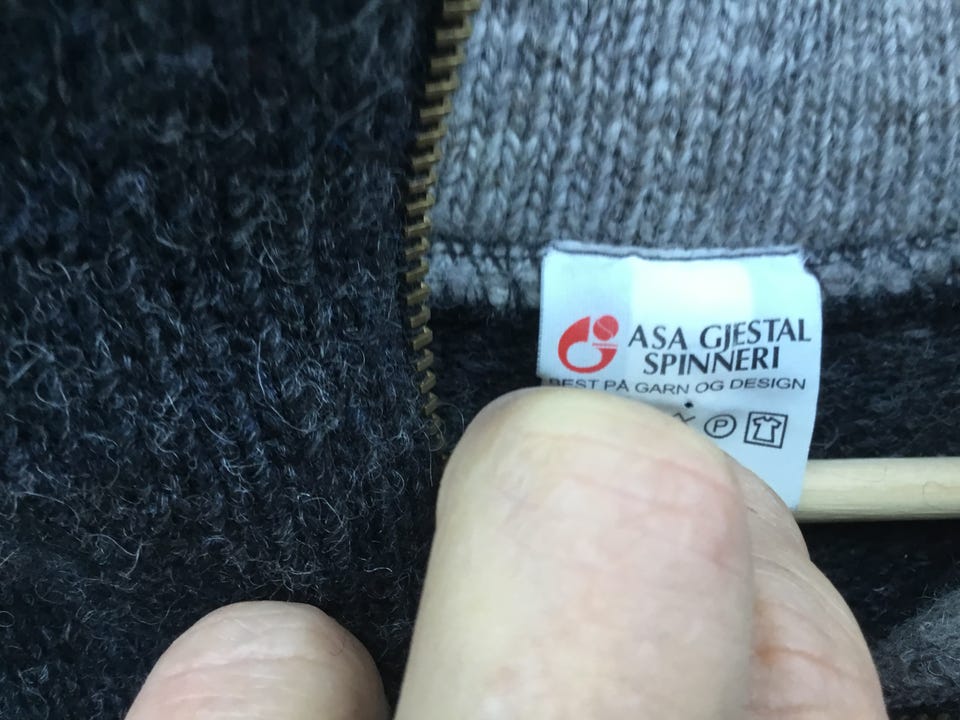 ASA GJESTAL
SPINNERI
BEST PÅ GARN OG DESIGN
P